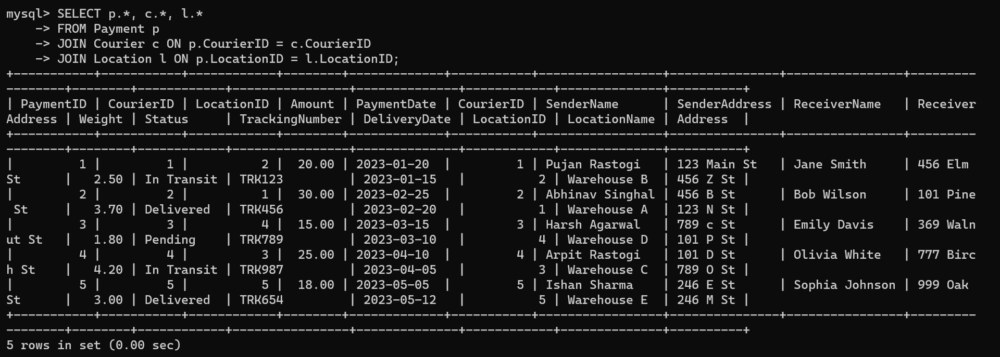 mysql> SELECT p.*, c.*, l.*
    -> FROM Payment p
    -> JOIN Courier c ON p.CourierID = c.CourierID
    -> JOIN Location l ON p.LocationID = l.LocationID;
+-----------+-----------+------------+--------+-------------+-----------+-----------------+---------------+----------------+---------
--------+--------+------------+----------------+--------------+------------+--------------+----------+
| PaymentID | CourierID | LocationID | Amount | PaymentDate | CourierID | SenderName      | SenderAddress | ReceiverName   | Receiver
Address | Weight | Status     | TrackingNumber | DeliveryDate | LocationID | LocationName | Address  |
+-----------+-----------+------------+--------+-------------+-----------+-----------------+---------------+----------------+---------
--------+--------+------------+----------------+--------------+------------+--------------+----------+
|         1 |         1 |          2 |  20.00 | 2023-01-20  |         1 | Pujan Rastogi   | 123 Main St   | Jane Smith     | 456 Elm 
St      |   2.50 | In Transit | TRK123         | 2023-01-15   |          2 | Warehouse B  | 456 Z St |
|         2 |         2 |          1 |  30.00 | 2023-02-25  |         2 | Abhinav Singhal | 456 B St      | Bob Wilson     | 101 Pine
 St     |   3.70 | Delivered  | TRK456         | 2023-02-20   |          1 | Warehouse A  | 123 N St |
|         3 |         3 |          4 |  15.00 | 2023-03-15  |         3 | Harsh Agarwal   | 789 c St      | Emily Davis    | 369 Waln
ut St   |   1.80 | Pending    | TRK789         | 2023-03-10   |          4 | Warehouse D  | 101 P St |
|         4 |         4 |          3 |  25.00 | 2023-04-10  |         4 | Arpit Rastogi   | 101 D St      | Olivia White   | 777 Birc
h St    |   4.20 | In Transit | TRK987         | 2023-04-05   |          3 | Warehouse C  | 789 O St |
|         5 |         5 |          5 |  18.00 | 2023-05-05  |         5 | Ishan Sharma    | 246 E St      | Sophia Johnson | 999 Oak 
St      |   3.00 | Delivered  | TRK654         | 2023-05-12   |          5 | Warehouse E  | 246 M St |
+-----------+-----------+------------+--------+-------------+-----------+-----------------+---------------+----------------+---------
--------+--------+------------+----------------+--------------+------------+--------------+----------+
5 rows in set (0.00 sec)